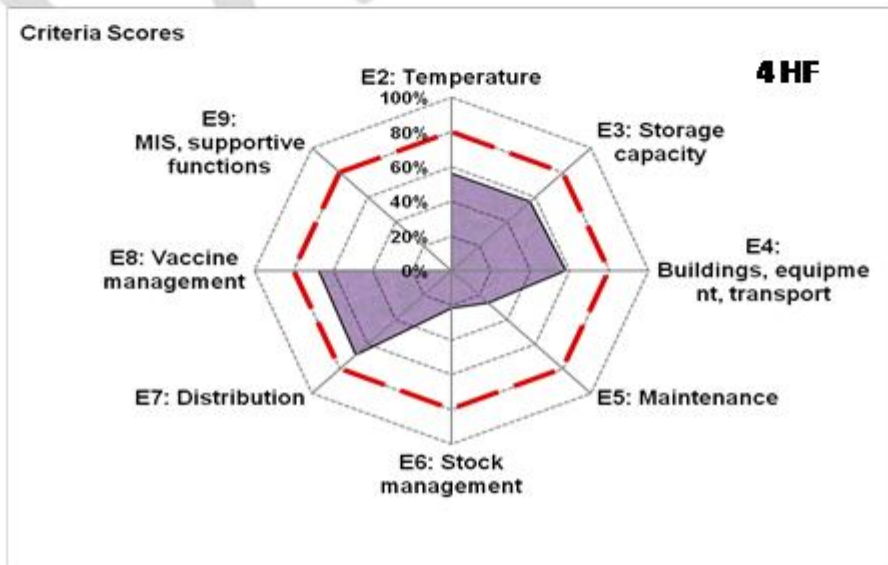 Criteria Scores
4 HF
E2: Temperature
100%
80%
60%
40%
20%
0%
E3: Storage
capacity
E4:
Buildings, equipme
nt, transport
E5: Maintenance
E6: Stock
management
E7: Distribution
E8: Vaccine
management
E9:
MIS, supportive
functions